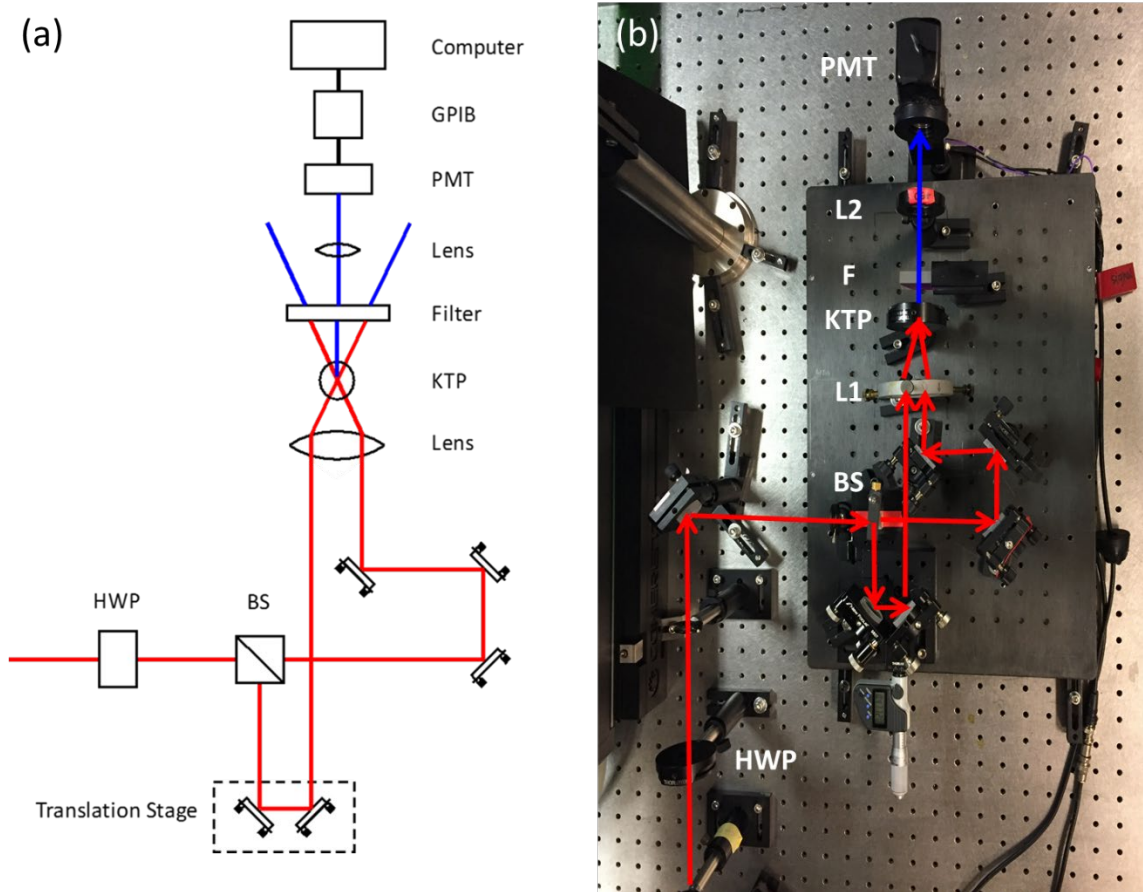 (a)
Computer
GPIB
PMT
Lens
Filter
KTP
Lens
HWP
BS
Translation Stage
(b)
PMT
L2
F
KTP
L1
BS
HWP